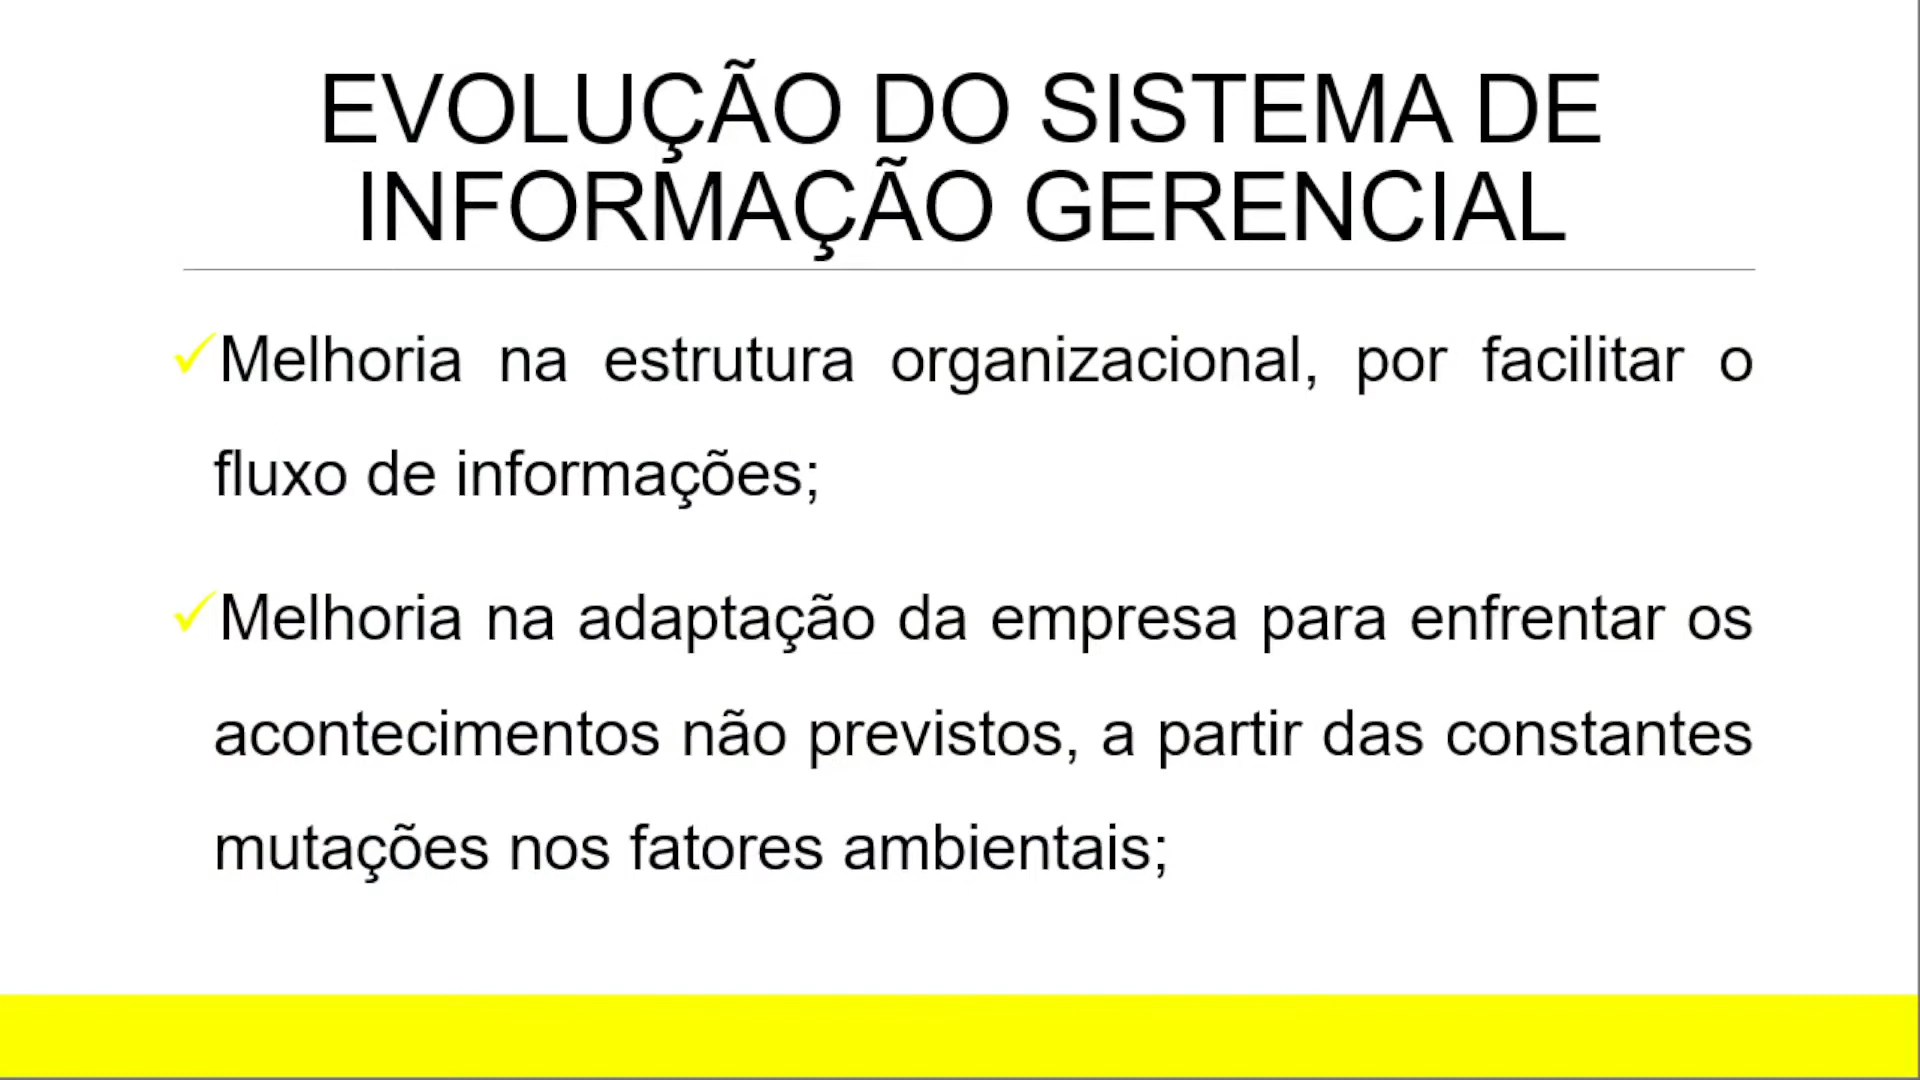 EVOLUÇÃO DO SISTEMA DE
INFORMAÇÃO GERENCIAL
✓Melhoria na estrutura organizacional, por facilitar o
fluxo de informações;
✓Melhoria na adaptação da empresa para enfrentar os
acontecimentos não previstos, a partir das constantes
mutações nos fatores ambientais;